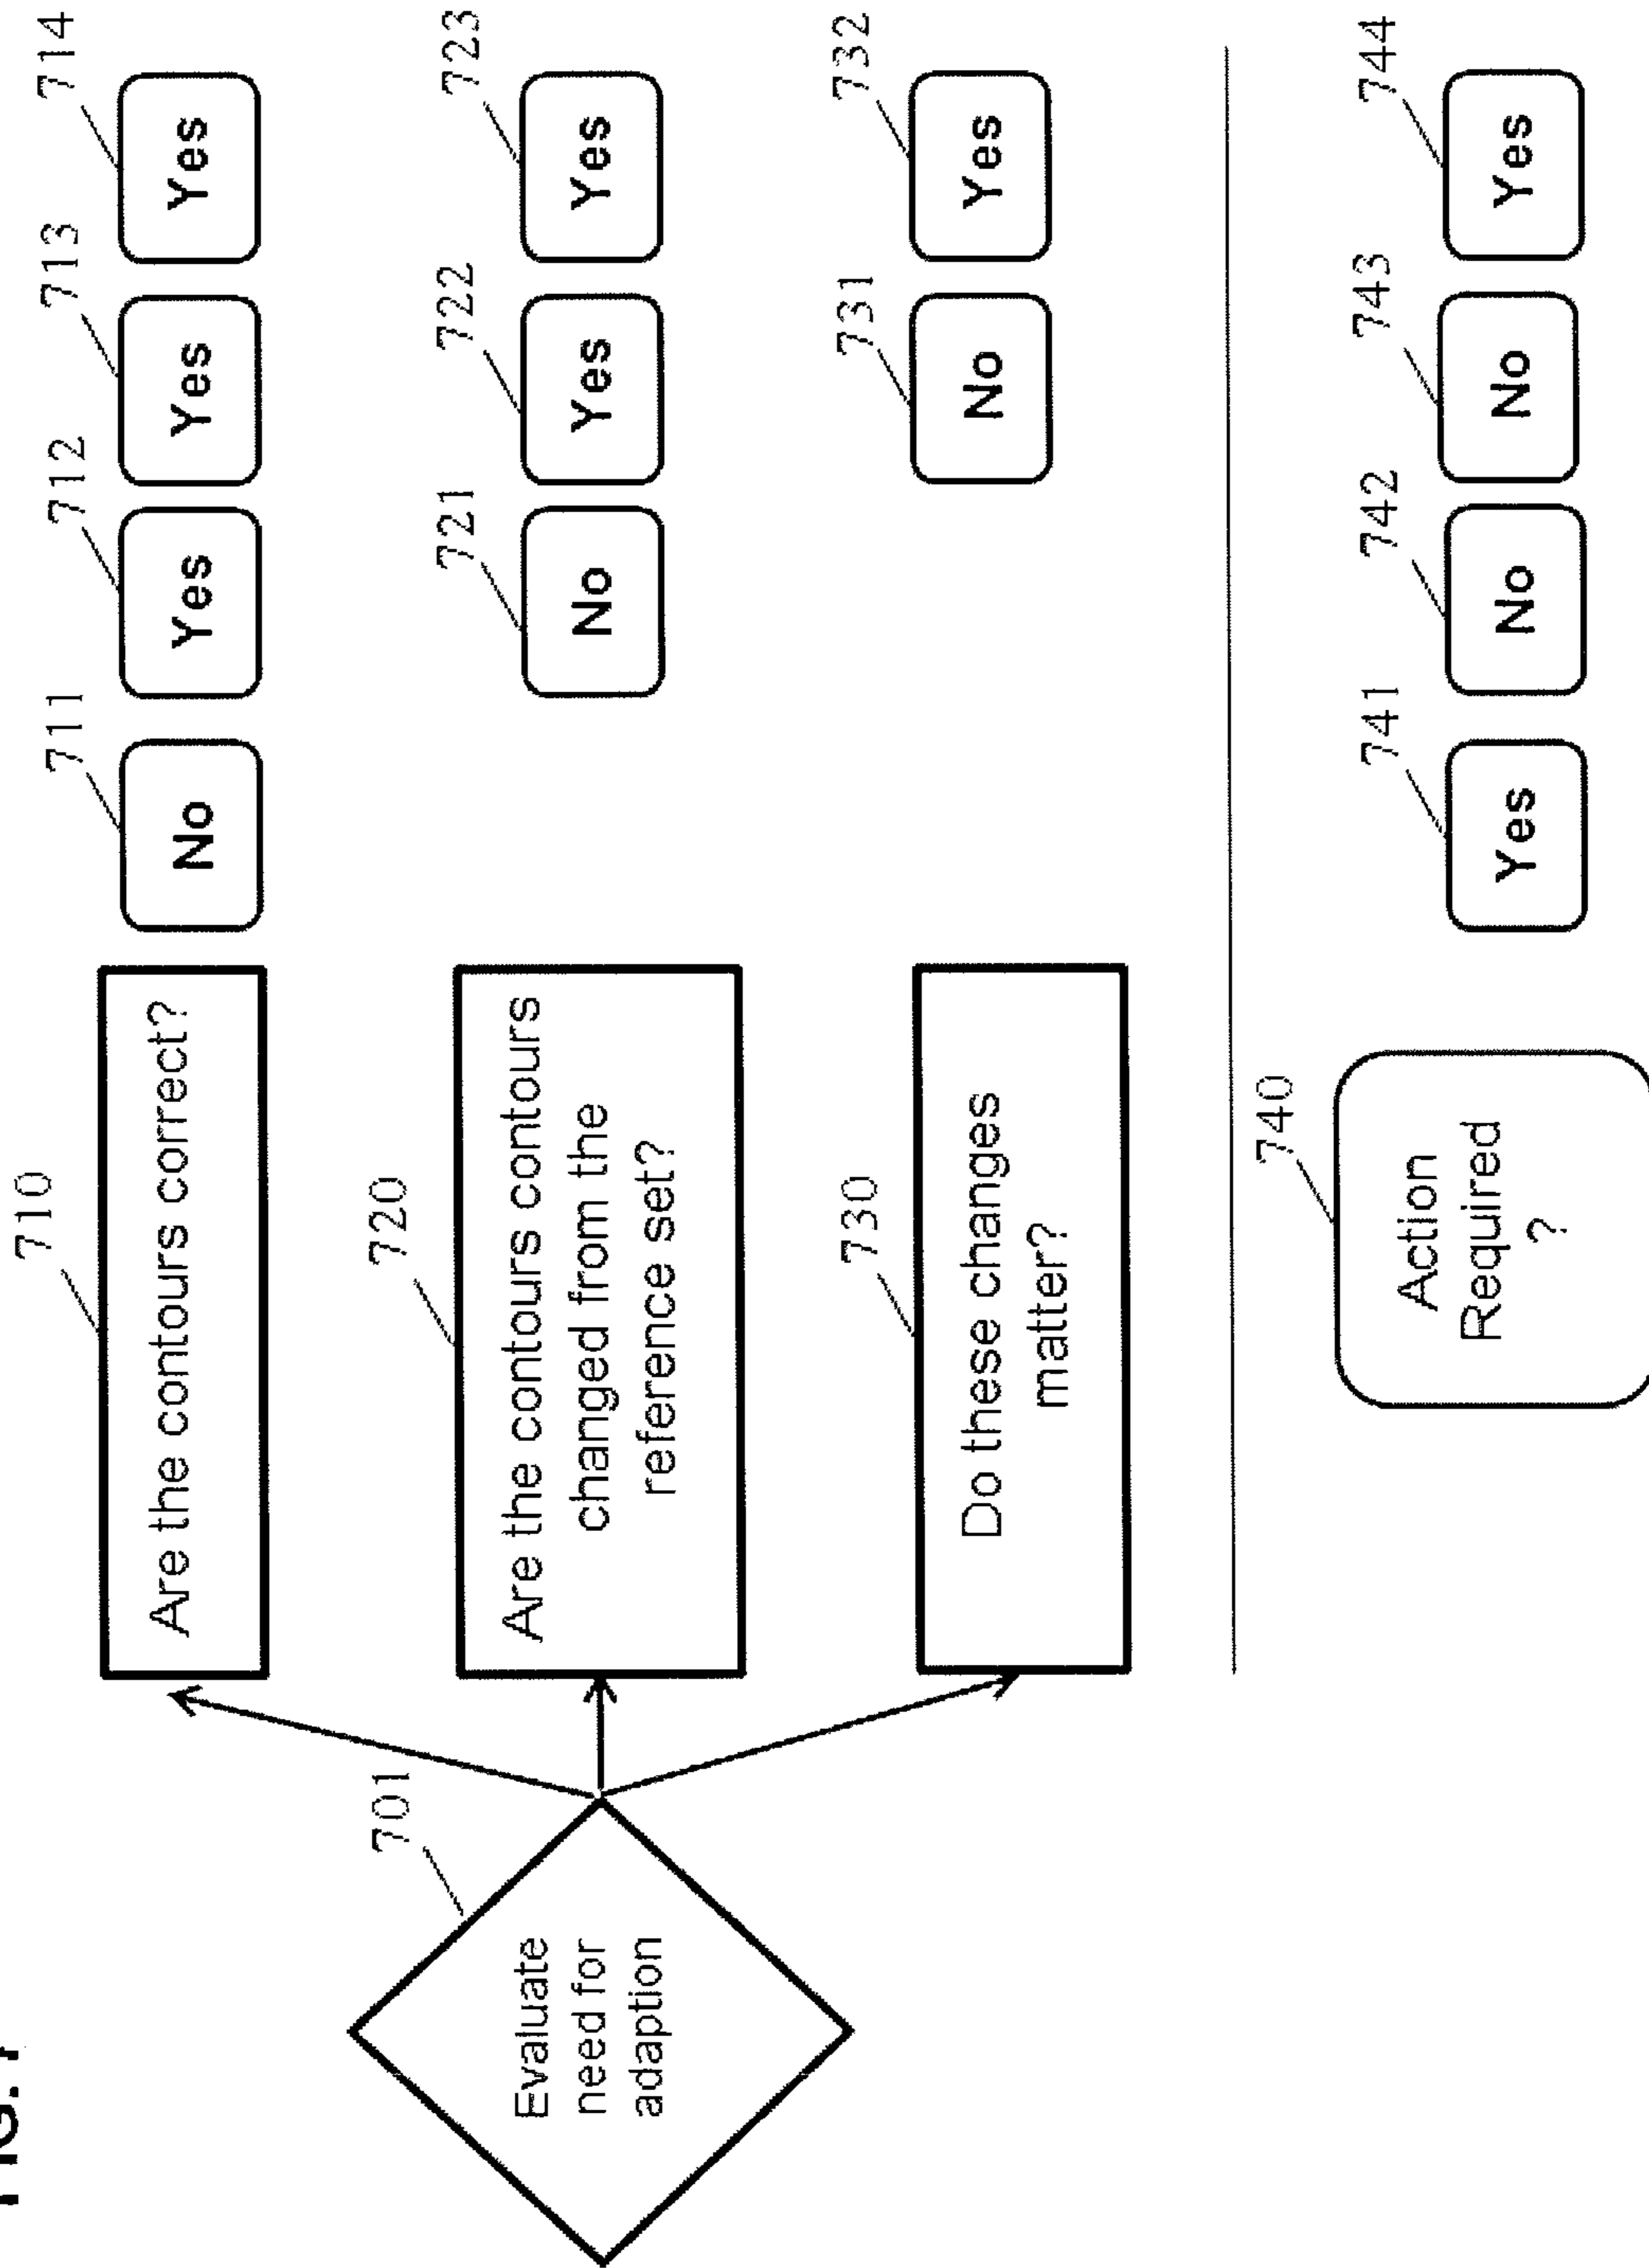 FIG. 7
701
Evaluate
need for
adaption
710
Are the contours correct?
711
No
712
Yes
713
Yes
714
Yes
720
Are the contours contours
changed from the
reference set?
721
No
722
Yes
723
Yes
730
Do these changes
matter?
731
No
732
Yes
740
Action
Required
?
741
Yes
742
No
743
No
744
Yes